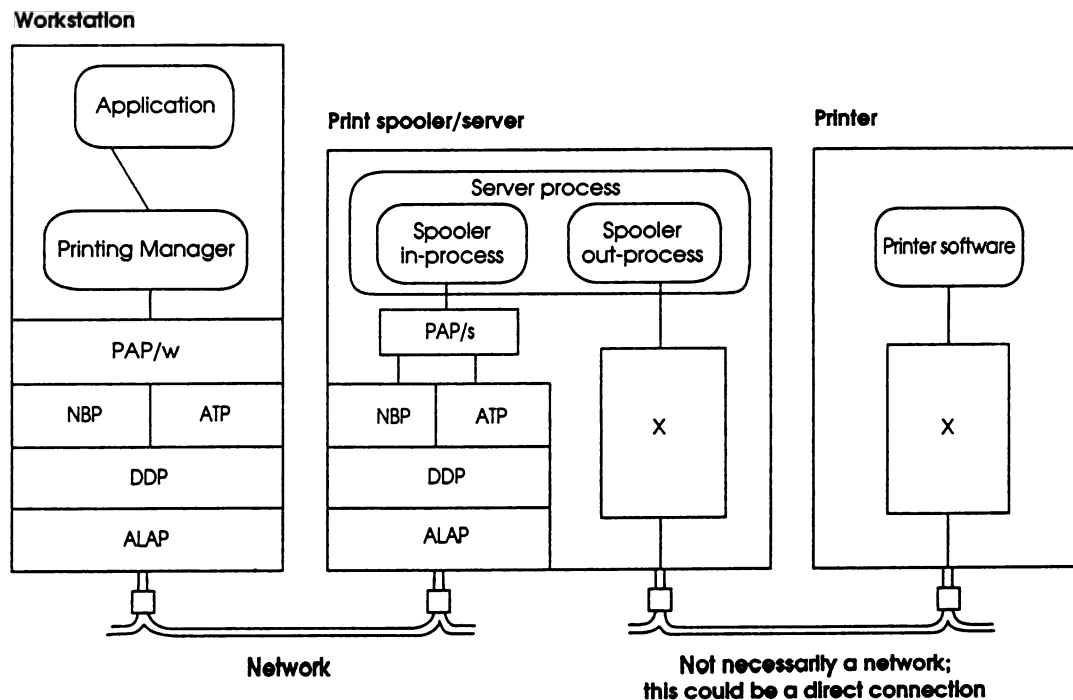 Workstation
Application
Printing Manager
PAP/w
NBP
ATP
DDP
ALAP
Print spooler/server
Server process
Spooler
in-process
Spooler
out-process
PAP/s
NBP
ATP
DDP
ALAP
X
Printer
Printer software
X
Network
Not necessarily a network;
this could be a direct connection